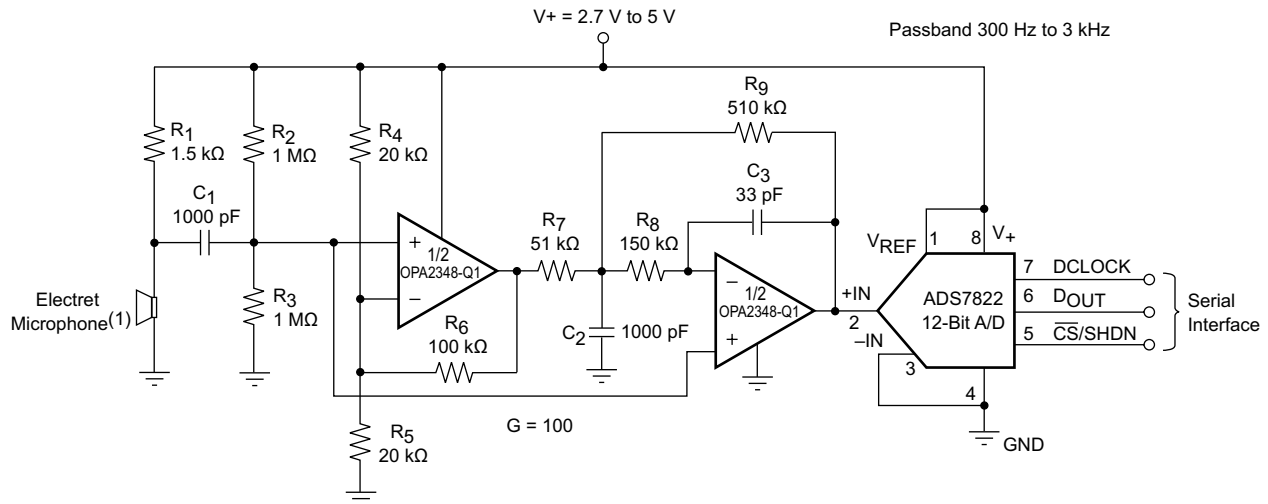 V+ = 2.7 V to 5 V
Passband 300 Hz to 3 kHz
R1
1.5 kΩ
R2
1 MΩ
R4
20 kΩ
R9
510 kΩ
C1
1000 pF
C3
33 pF
R7
51 kΩ
R8
150 kΩ
+
1/2
OPA2348-Q1
–
VREF
1
8
V+
7
DCLOCK
6
DOUT
5
CS/SHDN
Serial
Interface
ADS7822
12-Bit A/D
+IN
2
–IN
3
4
GND
–
1/2
OPA2348-Q1
+
Electret
Microphone(1)
R3
1 MΩ
R6
100 kΩ
C2
1000 pF
G = 100
R5
20 kΩ